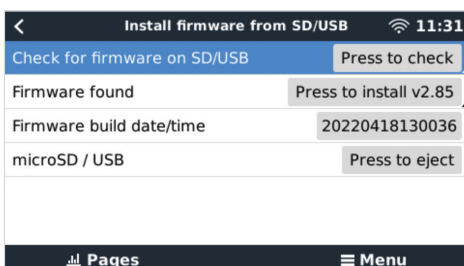 Install firmware from SD/USB 11:31
Check for firmware on SD/USB Press to check
Firmware found Press to install v2.85
Firmware build date/time 20220418130036
microSD / USB Press to eject
Pages Menu